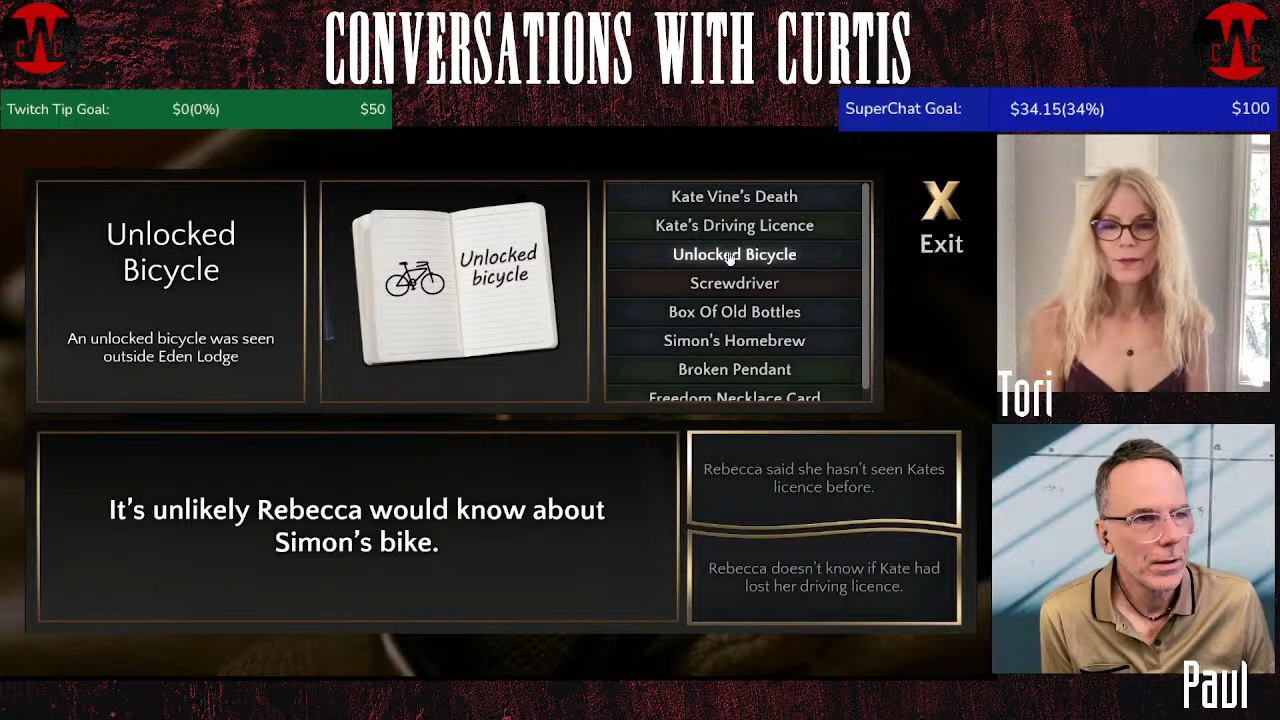 CONVERSATIONS WITH CURTIS
CWC
CWC
Twitch Tip Goal: $0(0%) $50
SuperChat Goal: $34.15(34%) $100
Unlocked
Bicycle
An unlocked bicycle was seen
outside Eden Lodge
Unlocked
bicycle
Kate Vine's Death
Kate's Driving Licence
Unlocked Bicycle
Screwdriver
Box Of Old Bottles
Simon's Homebrew
Broken Pendant
Freedom Necklace Card
X
Exit
It's unlikely Rebecca would know about
Simon's bike.
Rebecca said she hasn't seen Kates
licence before.
Rebecca doesn't know if Kate had
lost her driving licence.
Tori
Paul